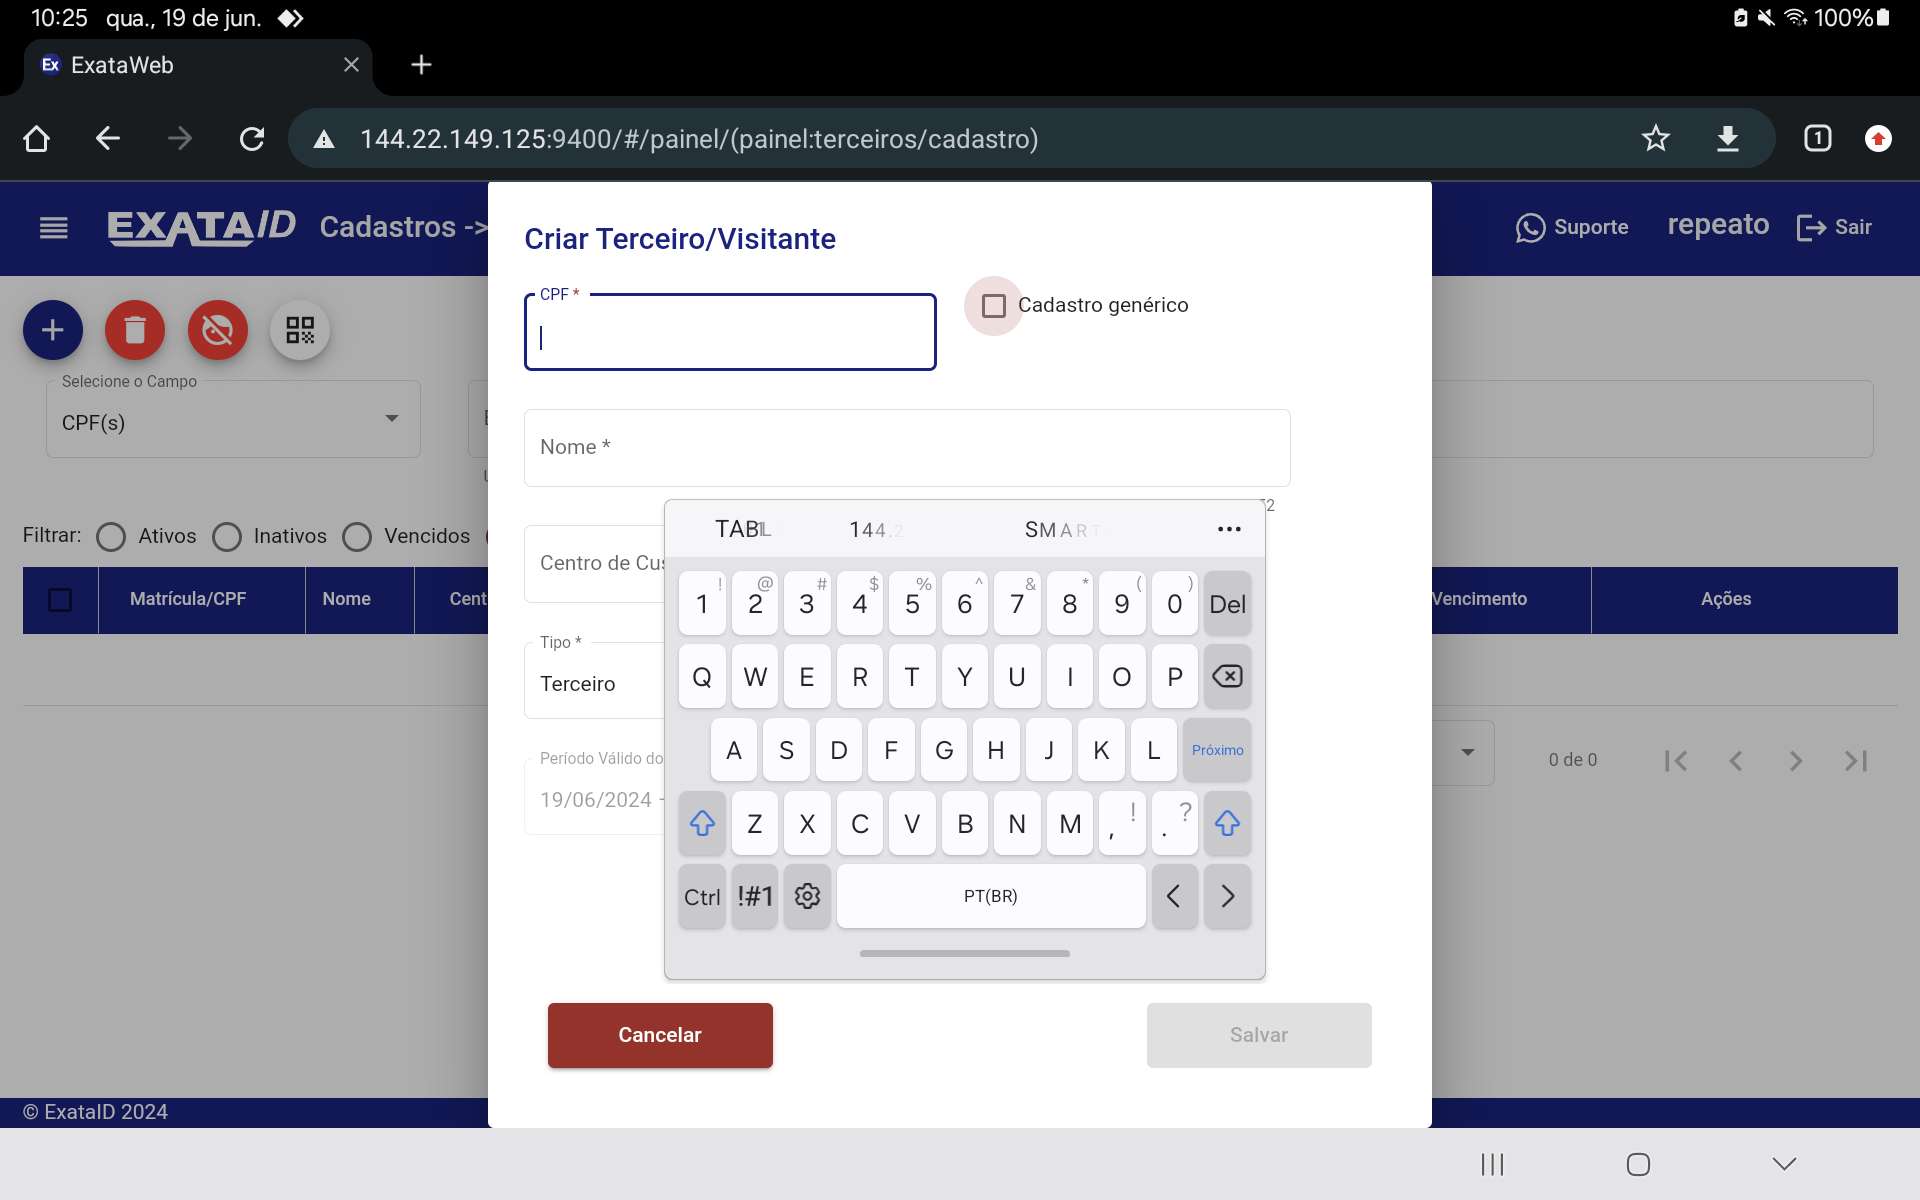 10:25 qua., 19 de jun.
100%
Ex ExataWeb
144.22.149.125:9400/#/painel/(painel:terceiros/cadastro)
1
EXATAID Cadastros ->
Suporte
repeato
Sair
Criar Terceiro/Visitante
CPF *
Cadastro genérico
Selecione o Campo
CPF(s)
Nome *
Filtrar: Ativos Inativos Vencidos
Centro de Cus
Matrícula/CPF Nome Cent
Vencimento Ações
Tipo *
Terceiro
0 de 0
Período Válido do
19/06/2024 -
TABL 144.2 SMART
! @ # $ % ^ & * ( )
1 2 3 4 5 6 7 8 9 0 Del
Q W E R T Y U I O P
A S D F G H J K L Próximo
Z X C V B N M , ! . ?
Ctrl !#1 PT(BR)
Cancelar Salvar
© ExataID 2024